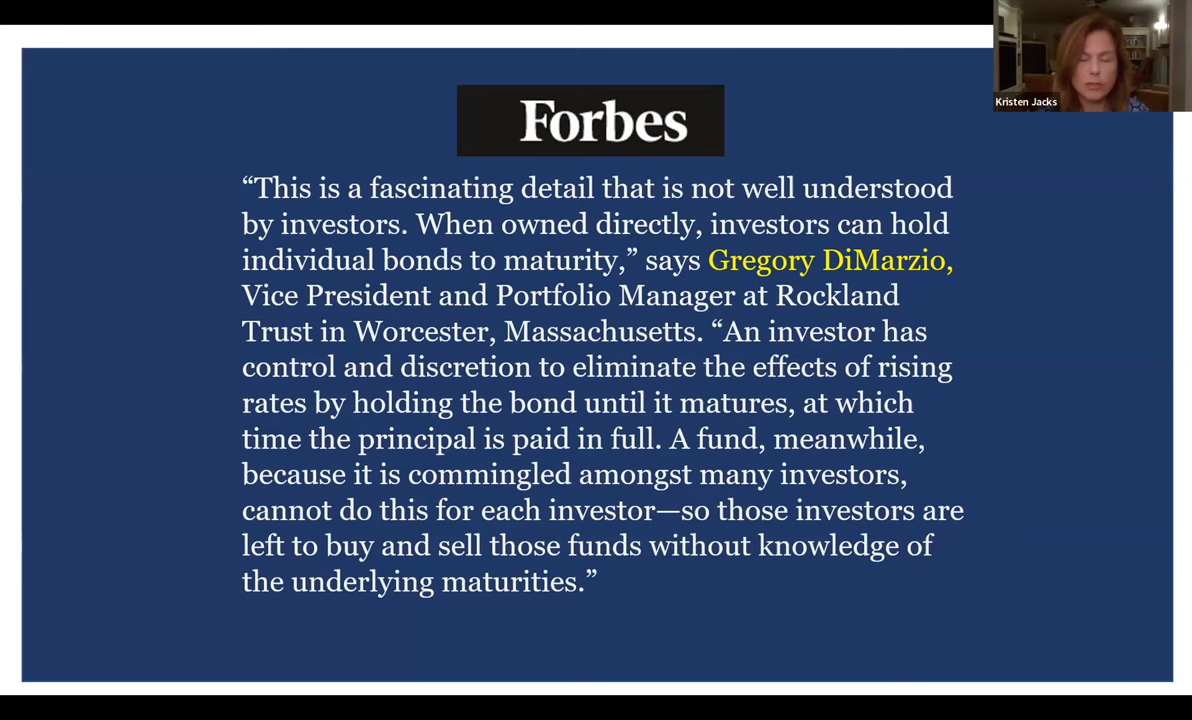 Kristen Jacks
Forbes
“This is a fascinating detail that is not well understood
by investors. When owned directly, investors can hold
individual bonds to maturity,” says Gregory DiMarzio,
Vice President and Portfolio Manager at Rockland
Trust in Worcester, Massachusetts. “An investor has
control and discretion to eliminate the effects of rising
rates by holding the bond until it matures, at which
time the principal is paid in full. A fund, meanwhile,
because it is commingled amongst many investors,
cannot do this for each investor—so those investors are
left to buy and sell those funds without knowledge of
the underlying maturities.”